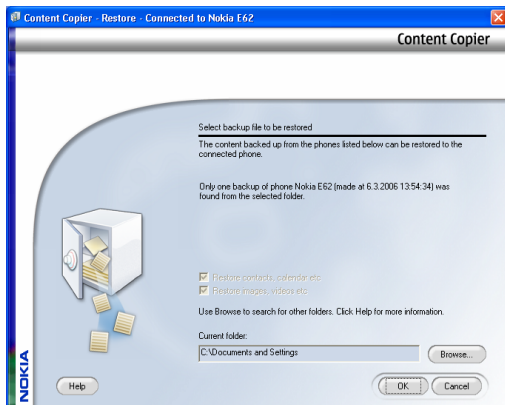 Content Copier - Restore - Connected to Nokia E62
Content Copier
Select backup file to be restored
The content backed up from the phones listed below can be restored to the
connected phone.
Only one backup of phone Nokia E62 (made at 6.3.2006 13:54:34) was
found from the selected folder.
Restore contacts, calendar etc
Restore images, videos etc
Use Browse to search for other folders. Click Help for more information.
Current folder:
C:\Documents and Settings
Browse...
NOKIA
Help
OK
Cancel